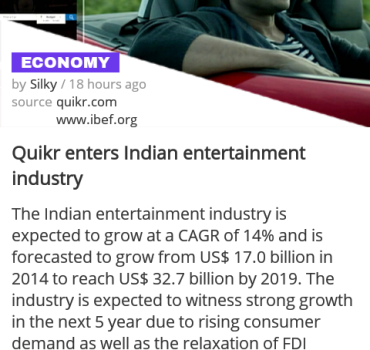 ECONOMY
by Silky / 18 hours ago
source quikr.com
www.ibef.org
Quikr enters Indian entertainment
industry
The Indian entertainment industry is
expected to grow at a CAGR of 14% and is
forecasted to grow from US$ 17.0 billion in
2014 to reach US$ 32.7 billion by 2019. The
industry is expected to witness strong growth
in the next 5 year due to rising consumer
demand as well as the relaxation of FDI